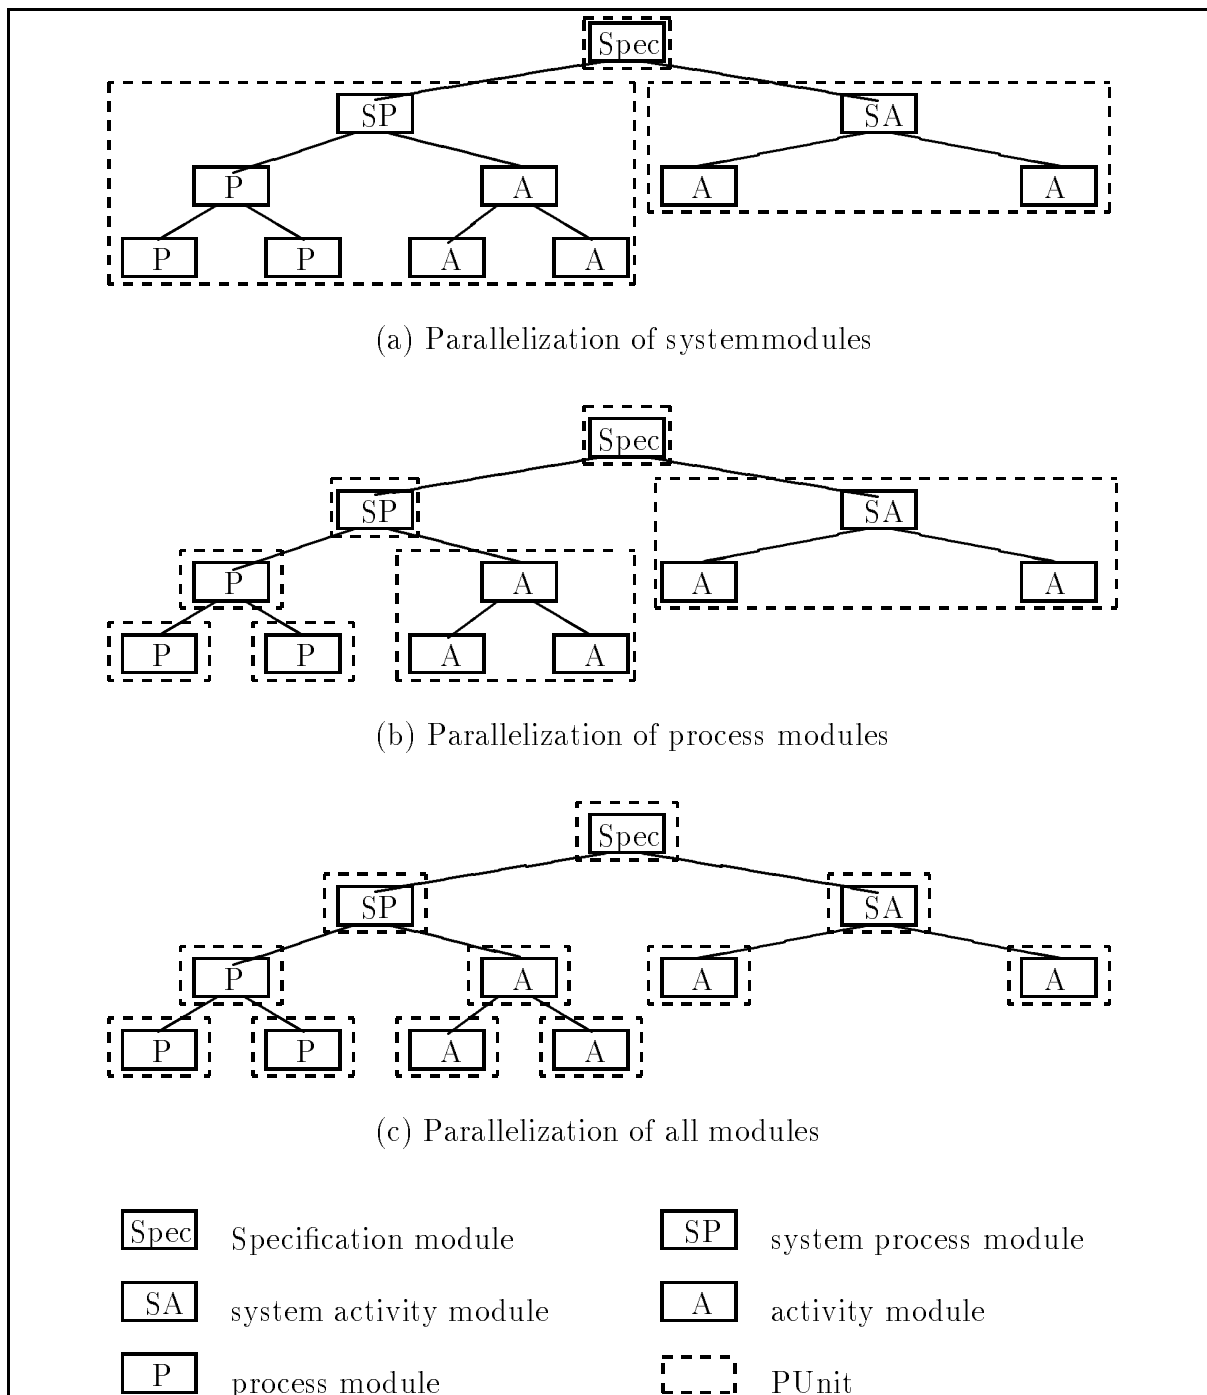 Spec
SP SA
P A A A
P P A A
(a) Parallelization of systemmodules
Spec
SP SA
P A A A
P P A A
(b) Parallelization of process modules
Spec
SP SA
P A A A
P P A A
(c) Parallelization of all modules
Spec Specification module SP system process module
SA system activity module A activity module
P process module PUnit